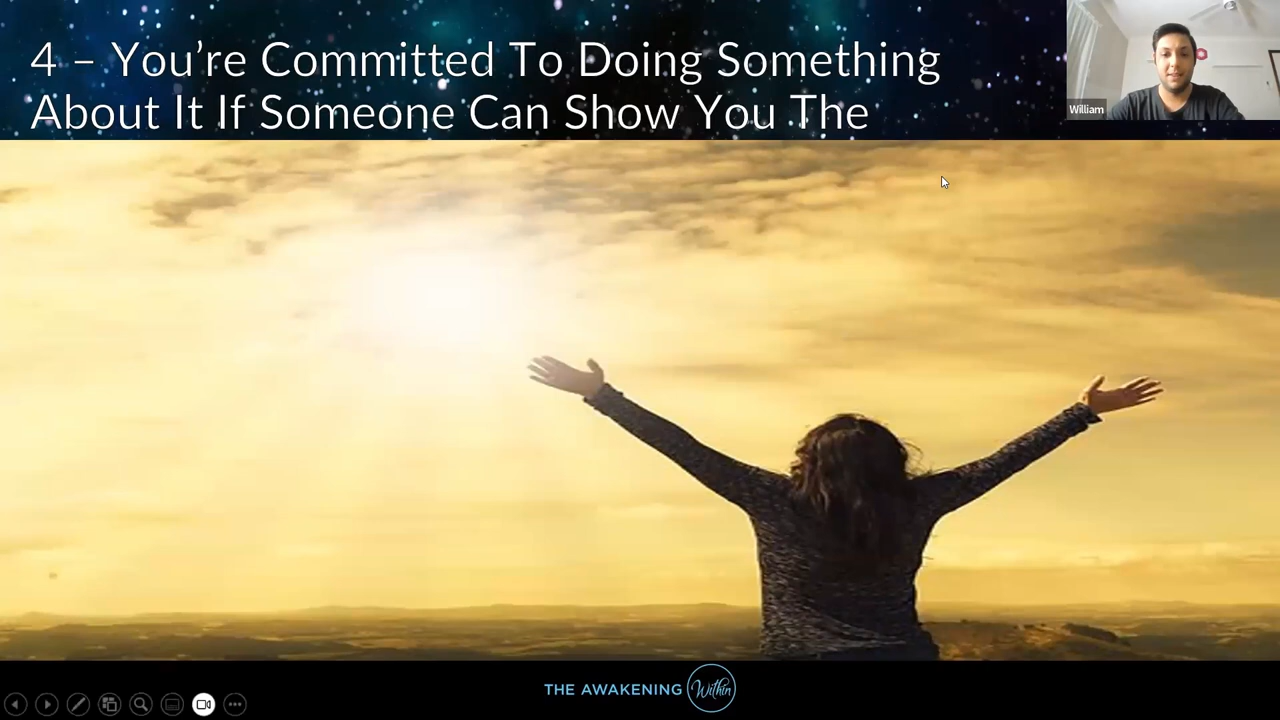 4 – You’re Committed To Doing Something
About It If Someone Can Show You The
William
THE AWAKENING Within